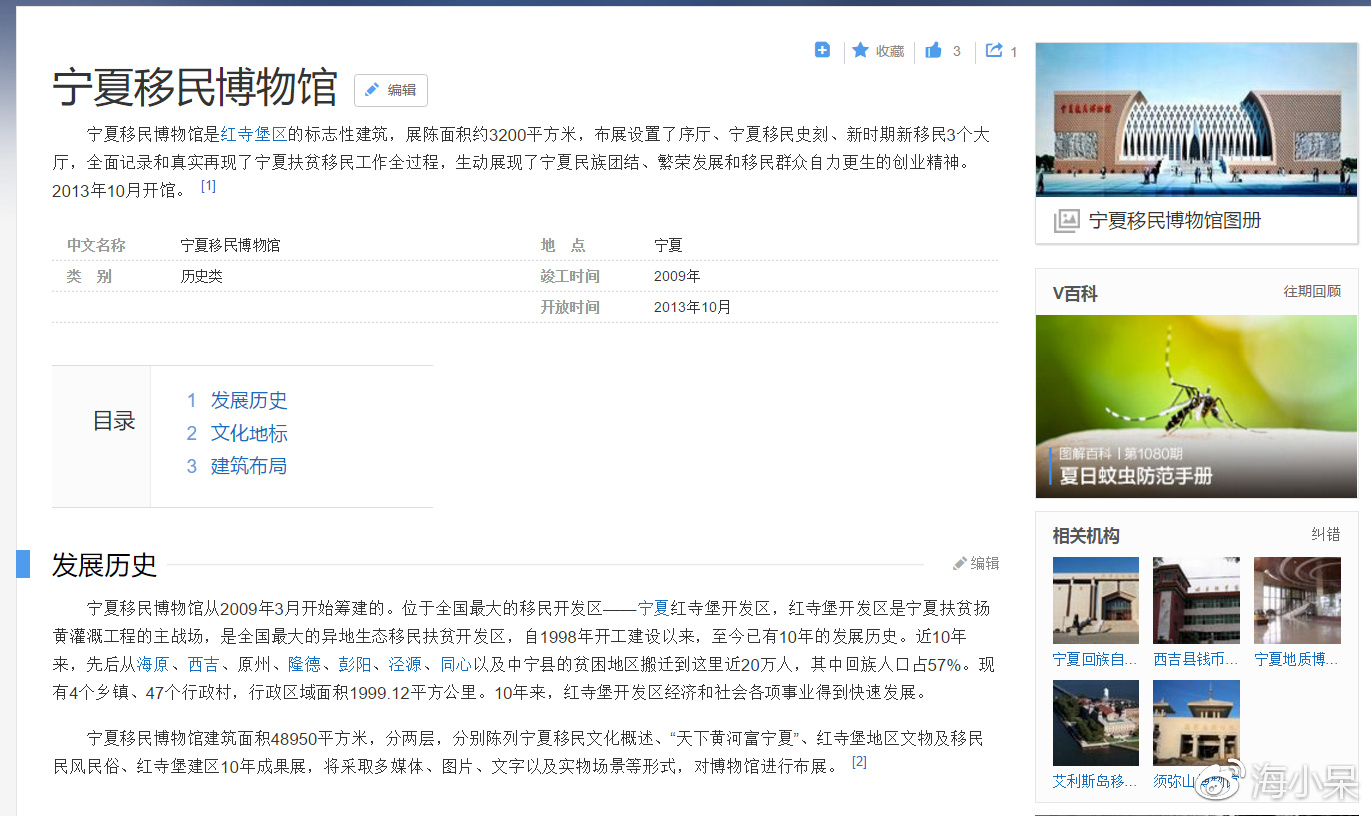 收藏 3 1
宁夏移民博物馆 编辑
宁夏移民博物馆是红寺堡区的标志性建筑，展陈面积约3200平方米，布展设置了序厅、宁夏移民史刻、新时期新移民3个大
厅，全面记录和真实再现了宁夏扶贫移民工作全过程，生动展现了宁夏民族团结、繁荣发展和移民群众自力更生的创业精神。
2013年10月开馆。 [1]
中文名称 宁夏移民博物馆 地 点 宁夏
类 别 历史类 竣工时间 2009年
开放时间 2013年10月
目录
1 发展历史
2 文化地标
3 建筑布局
发展历史 编辑
宁夏移民博物馆从2009年3月开始筹建的。位于全国最大的移民开发区——宁夏红寺堡开发区，红寺堡开发区是宁夏扶贫扬
黄灌溉工程的主战场，是全国最大的异地生态移民扶贫开发区，自1998年开工建设以来，至今已有10年的发展历史。近10年
来，先后从海原、西吉、原州、隆德、彭阳、泾源、同心以及中宁县的贫困地区搬迁到这里近20万人，其中回族人口占57%。现
有4个乡镇、47个行政村，行政区域面积1999.12平方公里。10年来，红寺堡开发区经济和社会各项事业得到快速发展。
宁夏移民博物馆建筑面积48950平方米，分两层，分别陈列宁夏移民文化概述、“天下黄河富宁夏”、红寺堡地区文物及移民
民风民俗、红寺堡建区10年成果展，将采取多媒体、图片、文字以及实物场景等形式，对博物馆进行布展。 [2]
宁夏移民博物馆
宁夏移民博物馆图册
V百科 往期回顾
图解百科 | 第1080期
夏日蚊虫防范手册
相关机构 纠错
宁夏回族自... 西吉县钱币... 宁夏地质博...
艾利斯岛移... 须弥山博物馆
海小呆